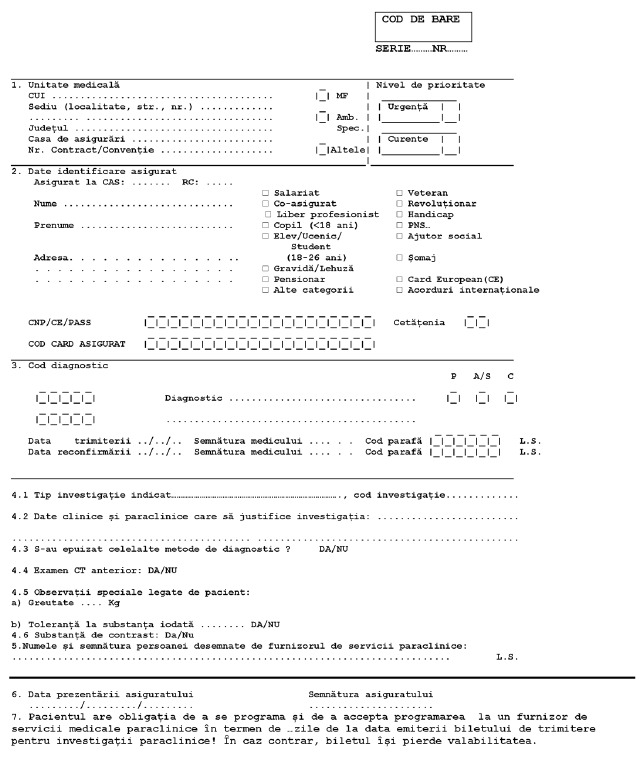 COD DE BARE
SERIE………NR………
1. Unitate medicală | Nivel de prioritate
CUI ....................................... |_| MF |
Sediu (localitate, str., nr.) ............. | Urgență | |
......... ........................... |_| Amb. | |_________|__|
Județul ................................... Spec.|
Casa de asigurări ......................... | Curente | |
Nr. Contract/Convenție .................... |_|Altele| |_________|__|
2. Date identificare asigurat
Asigurat la CAS: ....... RC: .....
□ Salariat □ Veteran
Nume .............................. □ Co-asigurat □ Revoluționar
□ Liber profesionist □ Handicap
Prenume ........................... □ Copil (<18 ani) □ PNS…
□ Elev/Ucenic/ □ Ajutor social
Student
Adresa. . . . . . . . . . . . . . .. (18-26 ani) □ Șomaj
. . . . . . . . . . . . . . . . . . □ Gravidă/Lehuză
. . . . . . . . . . . . . . . . . . □ Pensionar □ Card European(CE)
□ Alte categorii □ Acorduri internaționale
CNP/CE/PASS |_|_|_|_|_|_|_|_|_|_|_|_|_|_|_|_|_|_|_|_| Cetățenia |_|_|
COD CARD ASIGURAT |_|_|_|_|_|_|_|_|_|_|_|_|_|_|_|_|_|_|_|_|
3. Cod diagnostic
P A/S C
|_|_|_|_|_| Diagnostic ................................. |_| |_| |_|
|_|_|_|_|_| ............................................
Data trimiterii ../../.. Semnătura medicului .... . . Cod parafă |_|_|_|_|_|_| L.S.
Data reconfirmării ../../.. Semnătura medicului .... . . Cod parafă |_|_|_|_|_|_| L.S.
4.1 Tip investigație indicat……………………………………………………………., cod investigație.............
4.2 Date clinice și paraclinice care să justifice investigația: .........................
.......................................... ..............................................
4.3 S-au epuizat celelalte metode de diagnostic ? DA/NU
4.4 Examen CT anterior: DA/NU
4.5 Observații speciale legate de pacient:
a) Greutate .... Kg
b) Toleranță la substanța iodată ........ DA/NU
4.6 Substanță de contrast: Da/Nu
5.Numele și semnătura persoanei desemnate de furnizorul de servicii paraclinice:
............................................................................. L.S.
6. Data prezentării asiguratului Semnătura asiguratului
........./........./......... ......................
7. Pacientul are obligația de a se programa și de a accepta programarea la un furnizor de
servicii medicale paraclinice în termen de …zile de la data emiterii biletului de trimitere
pentru investigații paraclinice! În caz contrar, biletul își pierde valabilitatea.